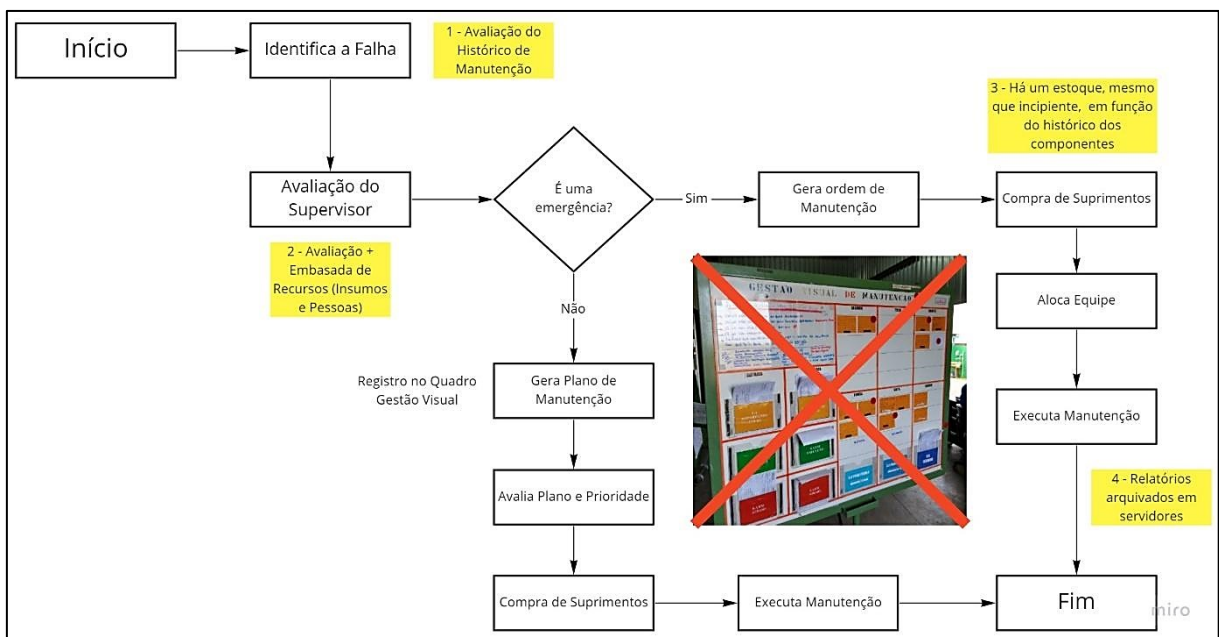 Início
Identifica a Falha
1 - Avaliação do
Histórico de
Manutenção
3 - Há um estoque, mesmo
que incipiente, em função
do histórico dos
componentes
Avaliação do
Supervisor
É uma
emergência?
Sim
Gera ordem de
Manutenção
Compra de Suprimentos
2 - Avaliação +
Embasada de
Recursos (Insumos
e Pessoas)
Não
GESTÃO VISUAL DE MANUTENÇÃO
Aloca Equipe
Registro no Quadro
Gestão Visual
Gera Plano de
Manutenção
Executa Manutenção
Avalia Plano e Prioridade
4 - Relatórios
arquivados em
servidores
Compra de Suprimentos
Executa Manutenção
Fim
miro